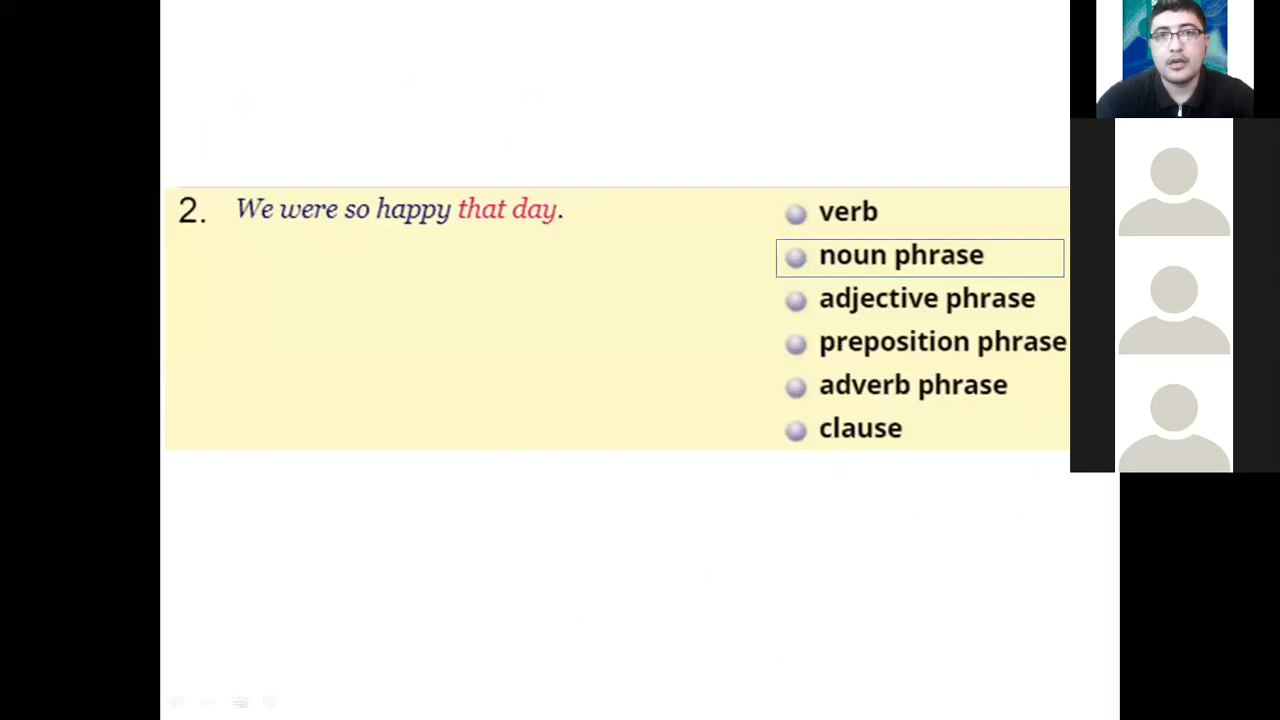 2. We were so happy that day.
verb
noun phrase
adjective phrase
preposition phrase
adverb phrase
clause